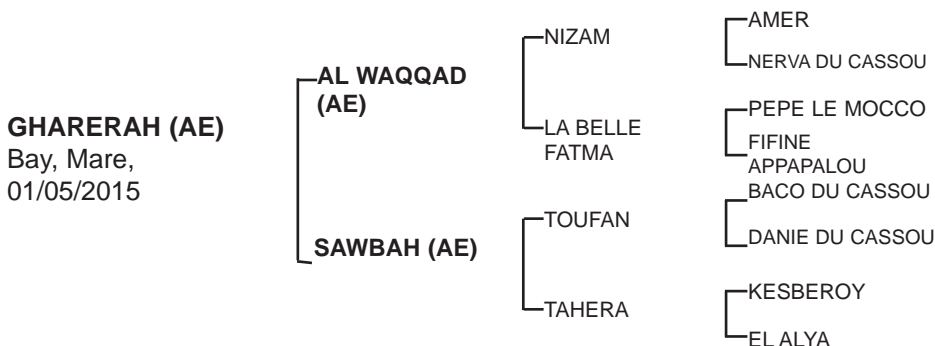 GHARERAH (AE)
Bay, Mare,
01/05/2015
AL WAQQAD
(AE)
SAWBAH (AE)
NIZAM
LA BELLE
FATMA
TOUFAN
TAHERA
AMER
NERVA DU CASSOU
PEPE LE MOCCO
FIFINE
APPAPALOU
BACO DU CASSOU
DANIE DU CASSOU
KESBEROY
EL ALYA